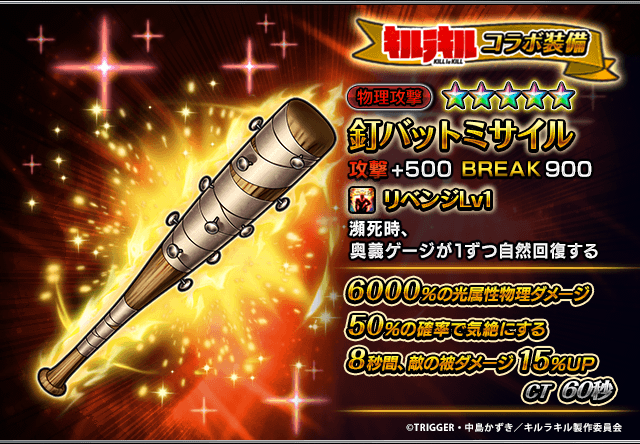 キルラキル コラボ装備
KILL la KILL
物理攻撃
釘バットミサイル
攻撃+500 BREAK900
リベンジLv1
瀕死時、
奥義ゲージが1ずつ自然回復する
6000%の光属性物理ダメージ
50%の確率で気絶にする
8秒間、敵の被ダメージ15%UP
CT 60秒
©TRIGGER・中島かずき／キルラキル製作委員会